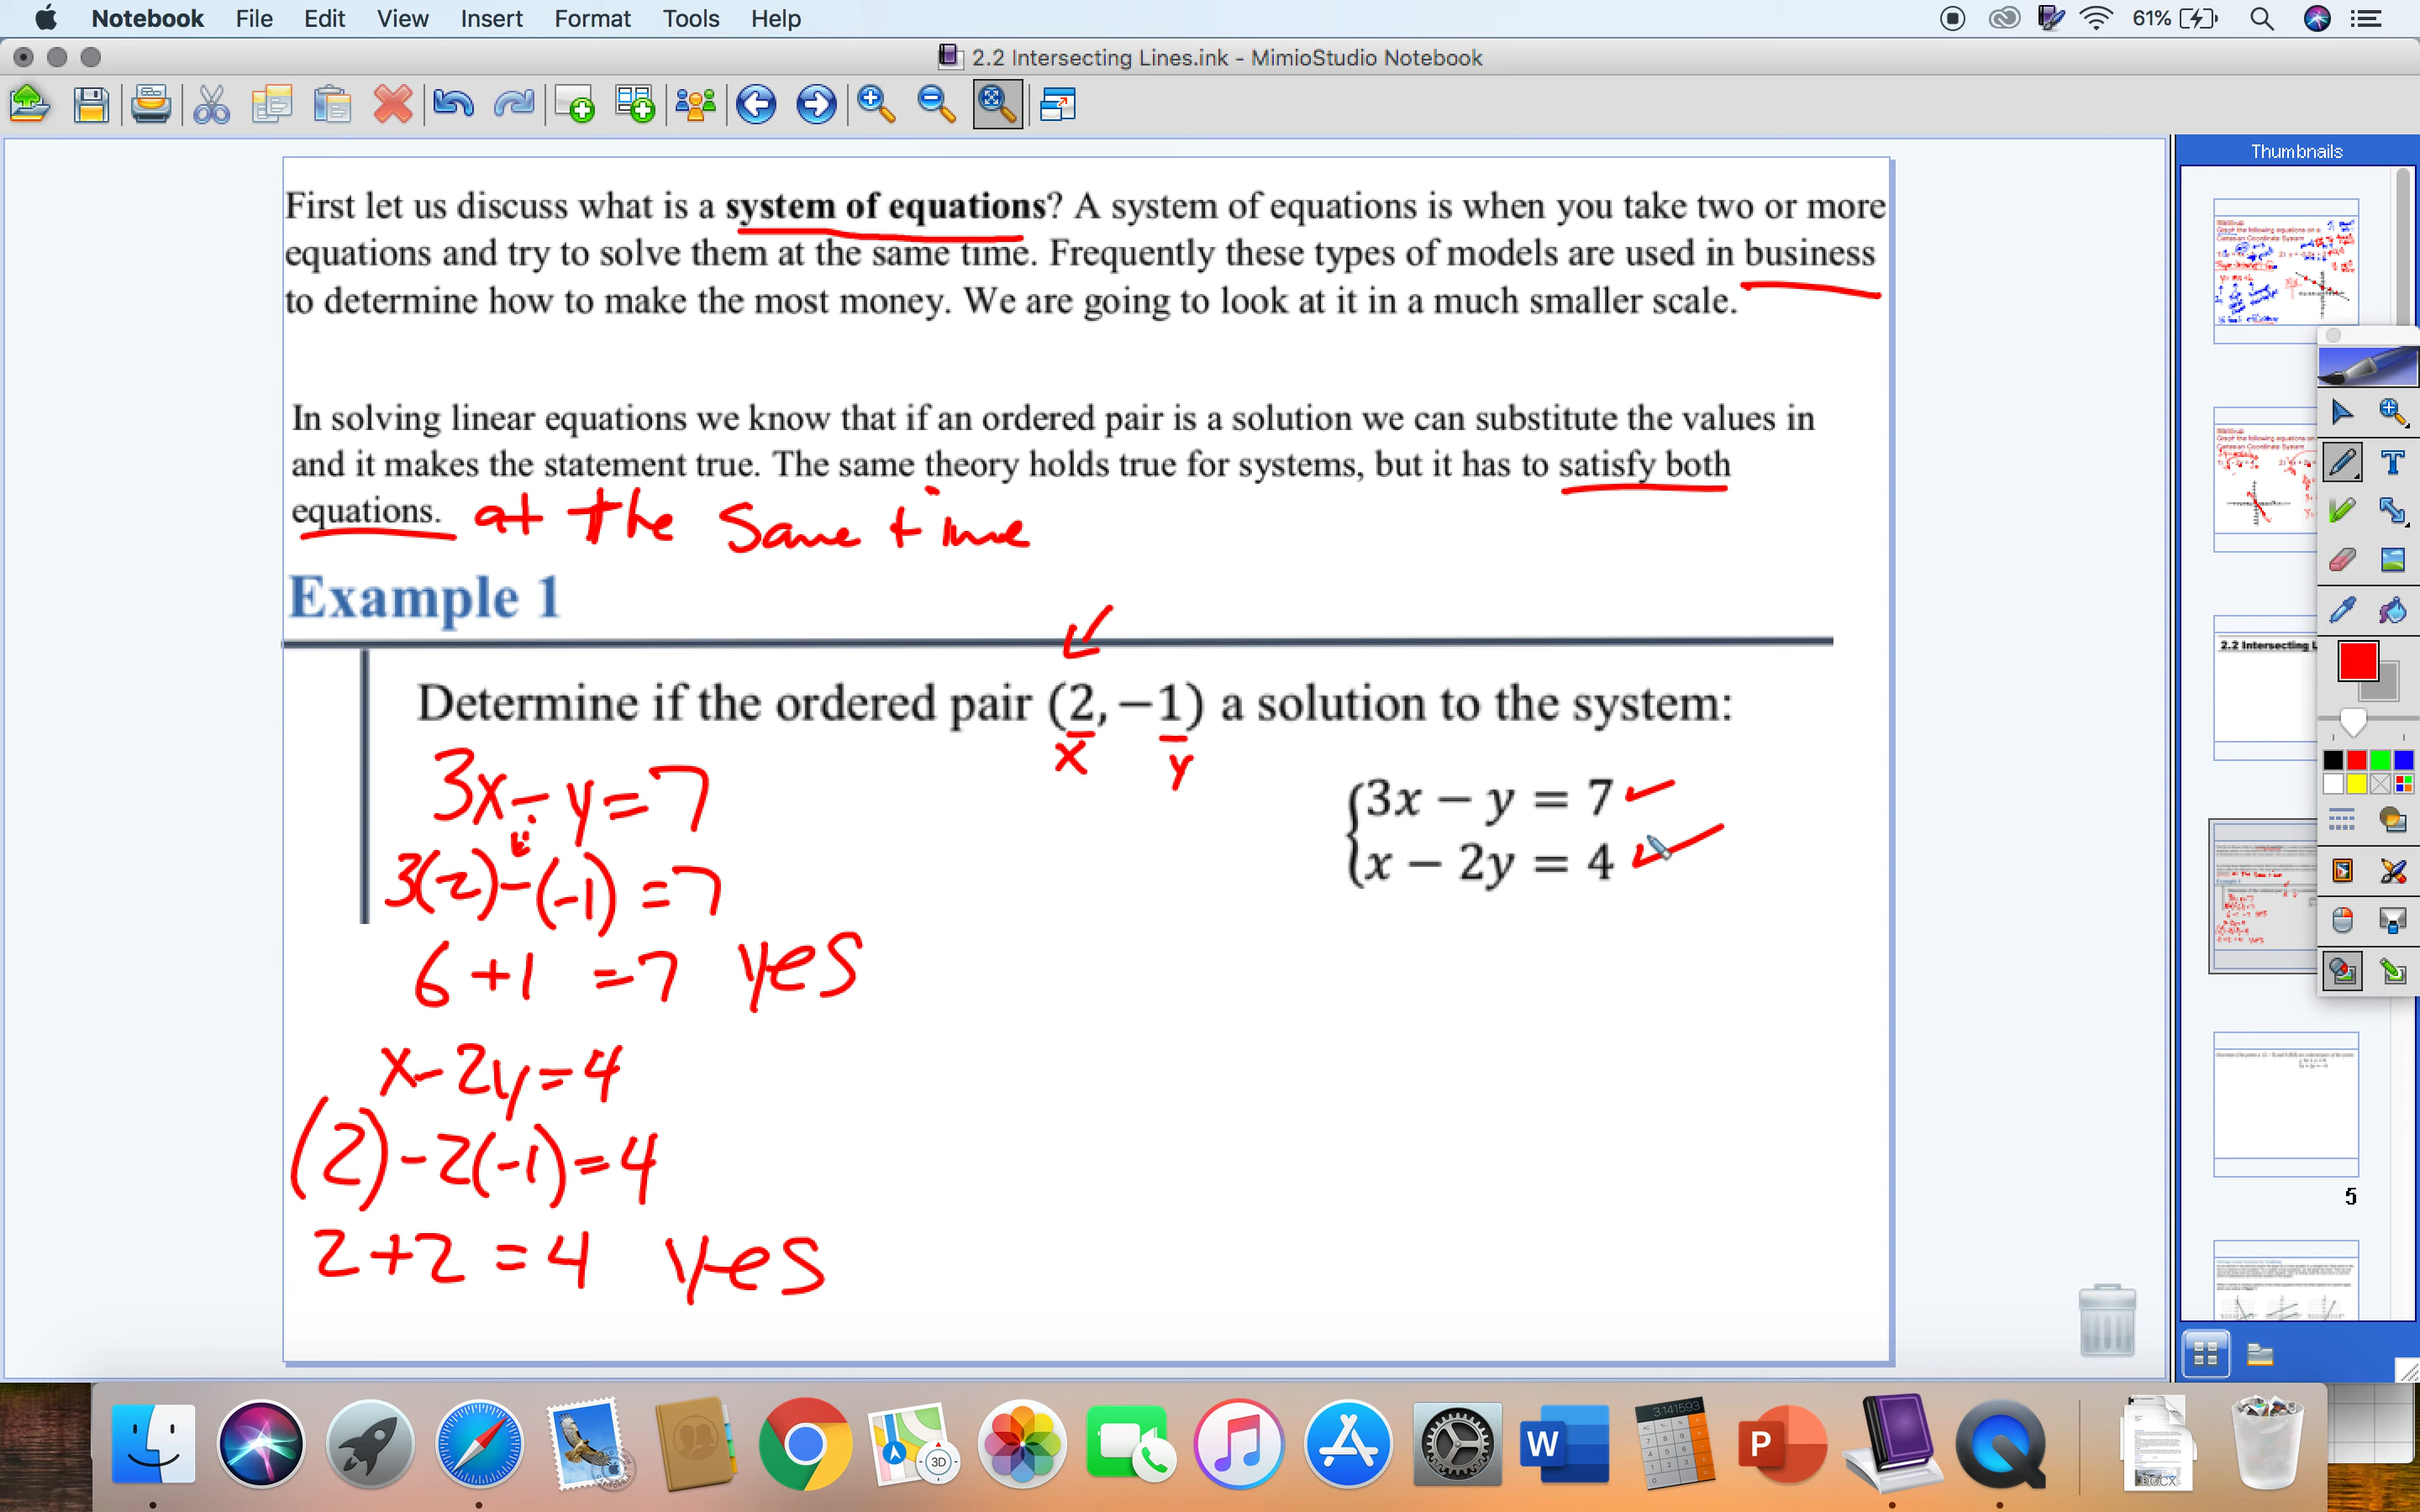 Notebook File Edit View Insert Format Tools Help 61%
2.2 Intersecting Lines.ink - MimioStudio Notebook
Thumbnails
First let us discuss what is a system of equations? A system of equations is when you take two or more
equations and try to solve them at the same time. Frequently these types of models are used in business
to determine how to make the most money. We are going to look at it in a much smaller scale.
In solving linear equations we know that if an ordered pair is a solution we can substitute the values in
and it makes the statement true. The same theory holds true for systems, but it has to satisfy both
equations. at the same time
Example 1
Determine if the ordered pair (2, −1) a solution to the system:
x y
3x − y = 7
x − 2y = 4
3x - y = 7
3(2) - (-1) = 7
6 + 1 = 7 yes
x - 2y = 4
(2) - 2(-1) = 4
2 + 2 = 4 yes
2.2 Intersecting L
5
3D
W
3.141593
P
DOCX